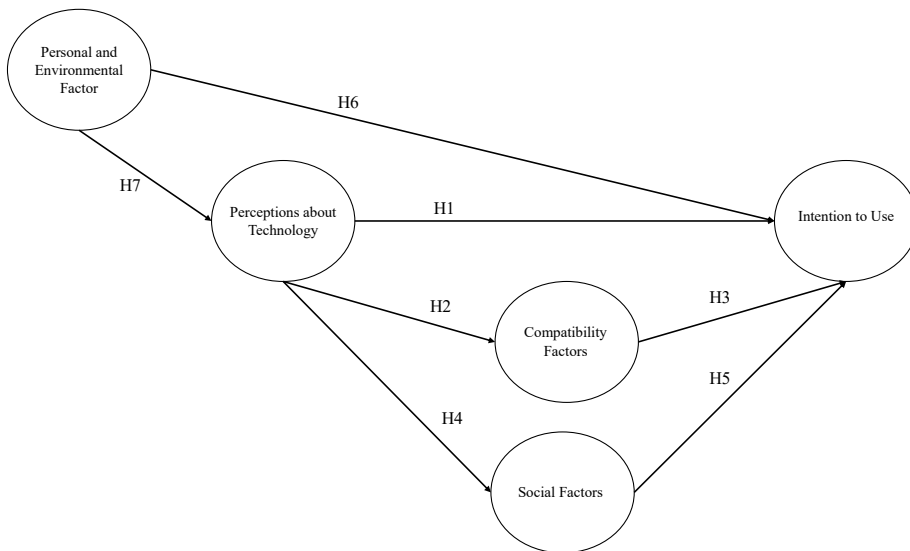 Personal and
Environmental
Factor
H6
H7
Perceptions about
Technology
H1
Intention to Use
H2
H3
Compatibility
Factors
H5
H4
Social Factors